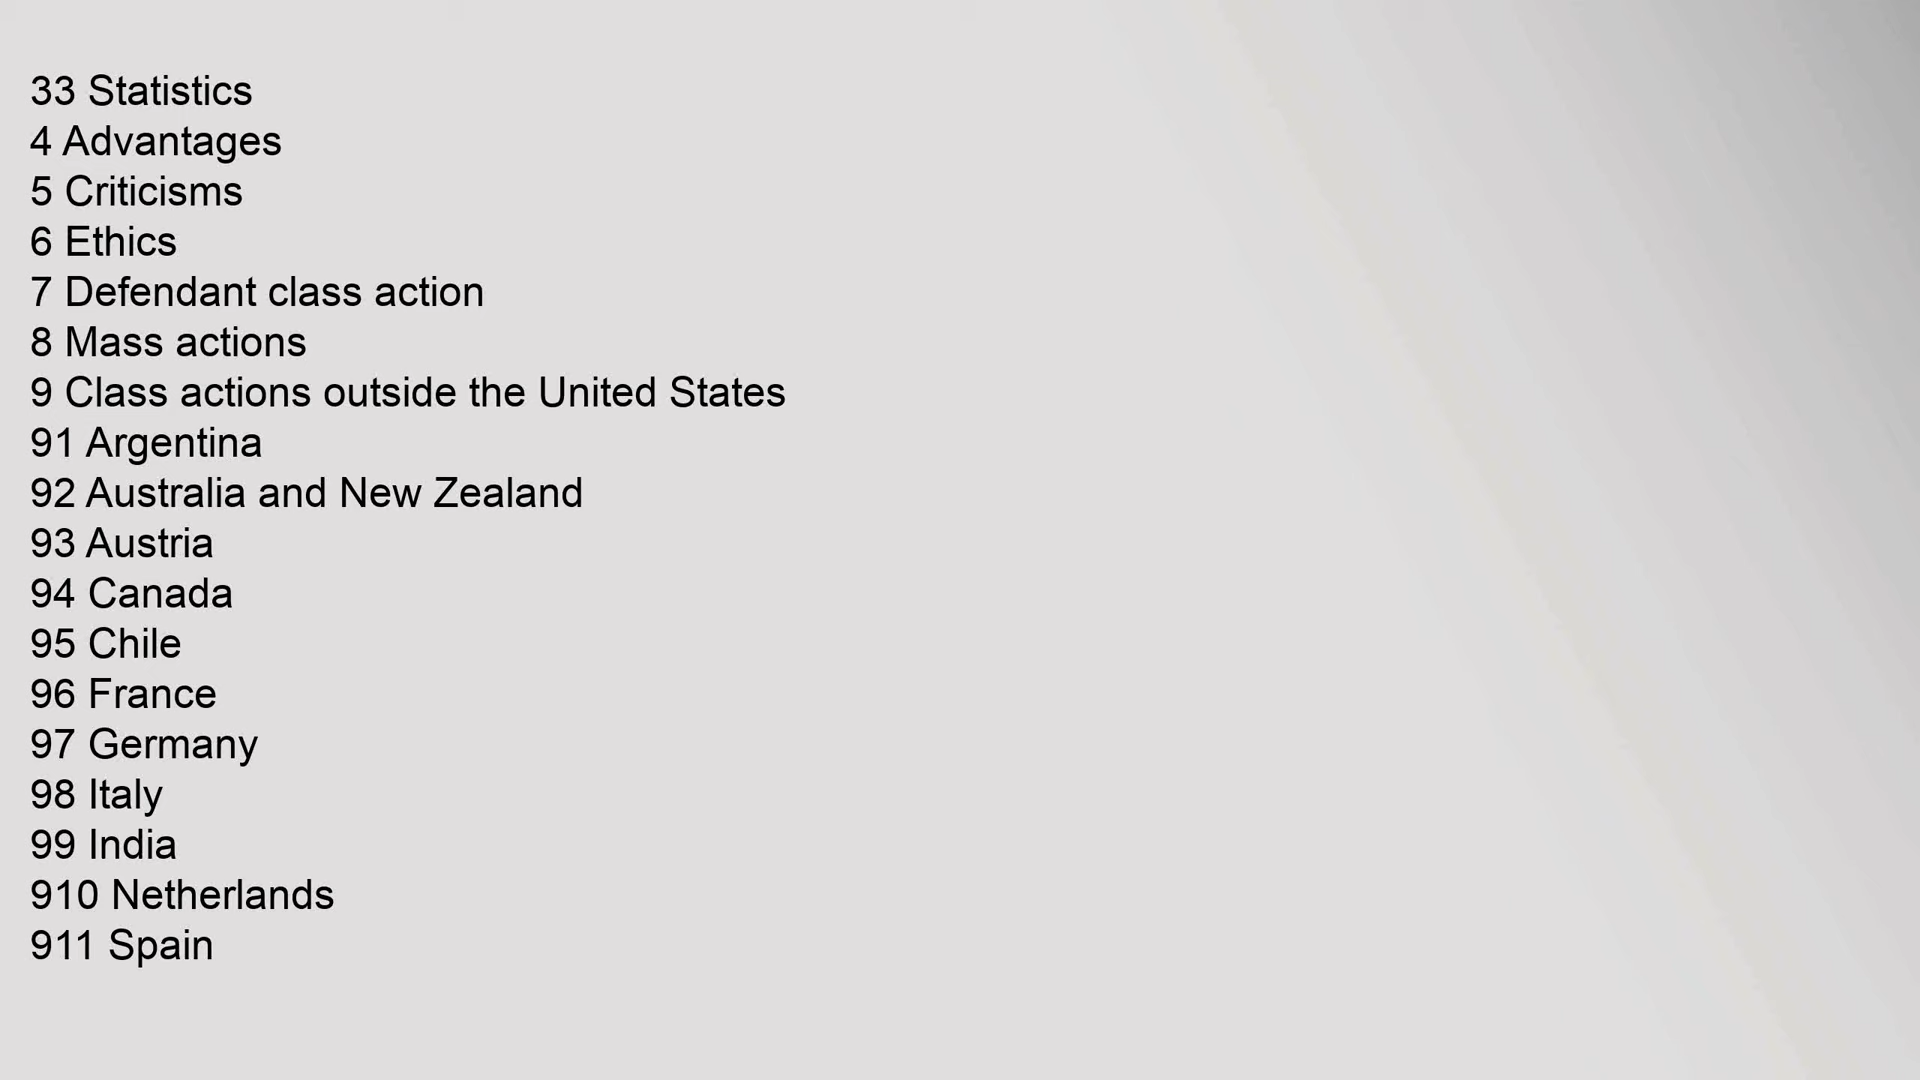 33 Statistics
4 Advantages
5 Criticisms
6 Ethics
7 Defendant class action
8 Mass actions
9 Class actions outside the United States
91 Argentina
92 Australia and New Zealand
93 Austria
94 Canada
95 Chile
96 France
97 Germany
98 Italy
99 India
910 Netherlands
911 Spain